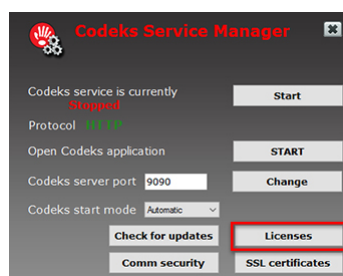 Codeks Service Manager
Codeks service is currently
Stopped
Start
Protocol HTTP
Open Codeks application START
Codeks server port 9090 Change
Codeks start mode Automatic
Check for updates Licenses
Comm security SSL certificates